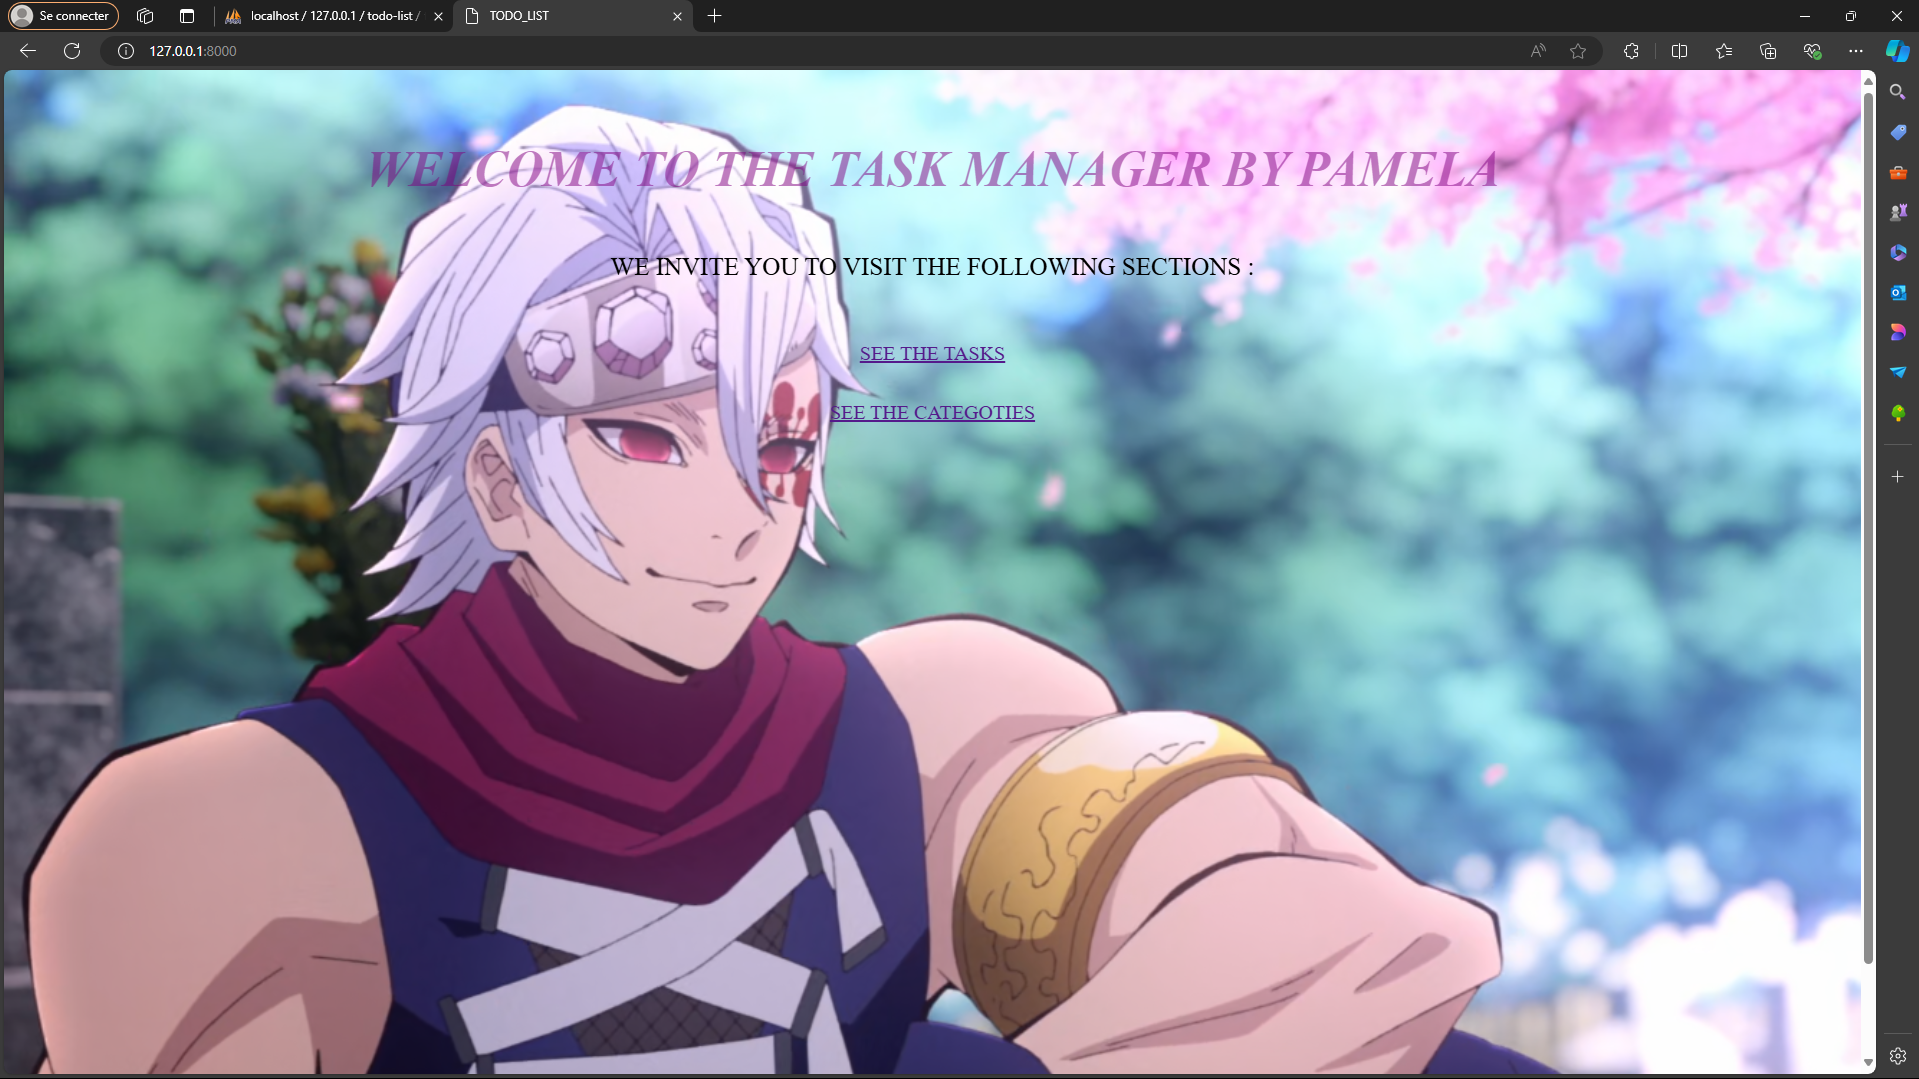 Se connecter
localhost / 127.0.0.1 / todo-list /
TODO_LIST
127.0.0.1:8000
WELCOME TO THE TASK MANAGER BY PAMELA
WE INVITE YOU TO VISIT THE FOLLOWING SECTIONS :
SEE THE TASKS
SEE THE CATEGOTIES